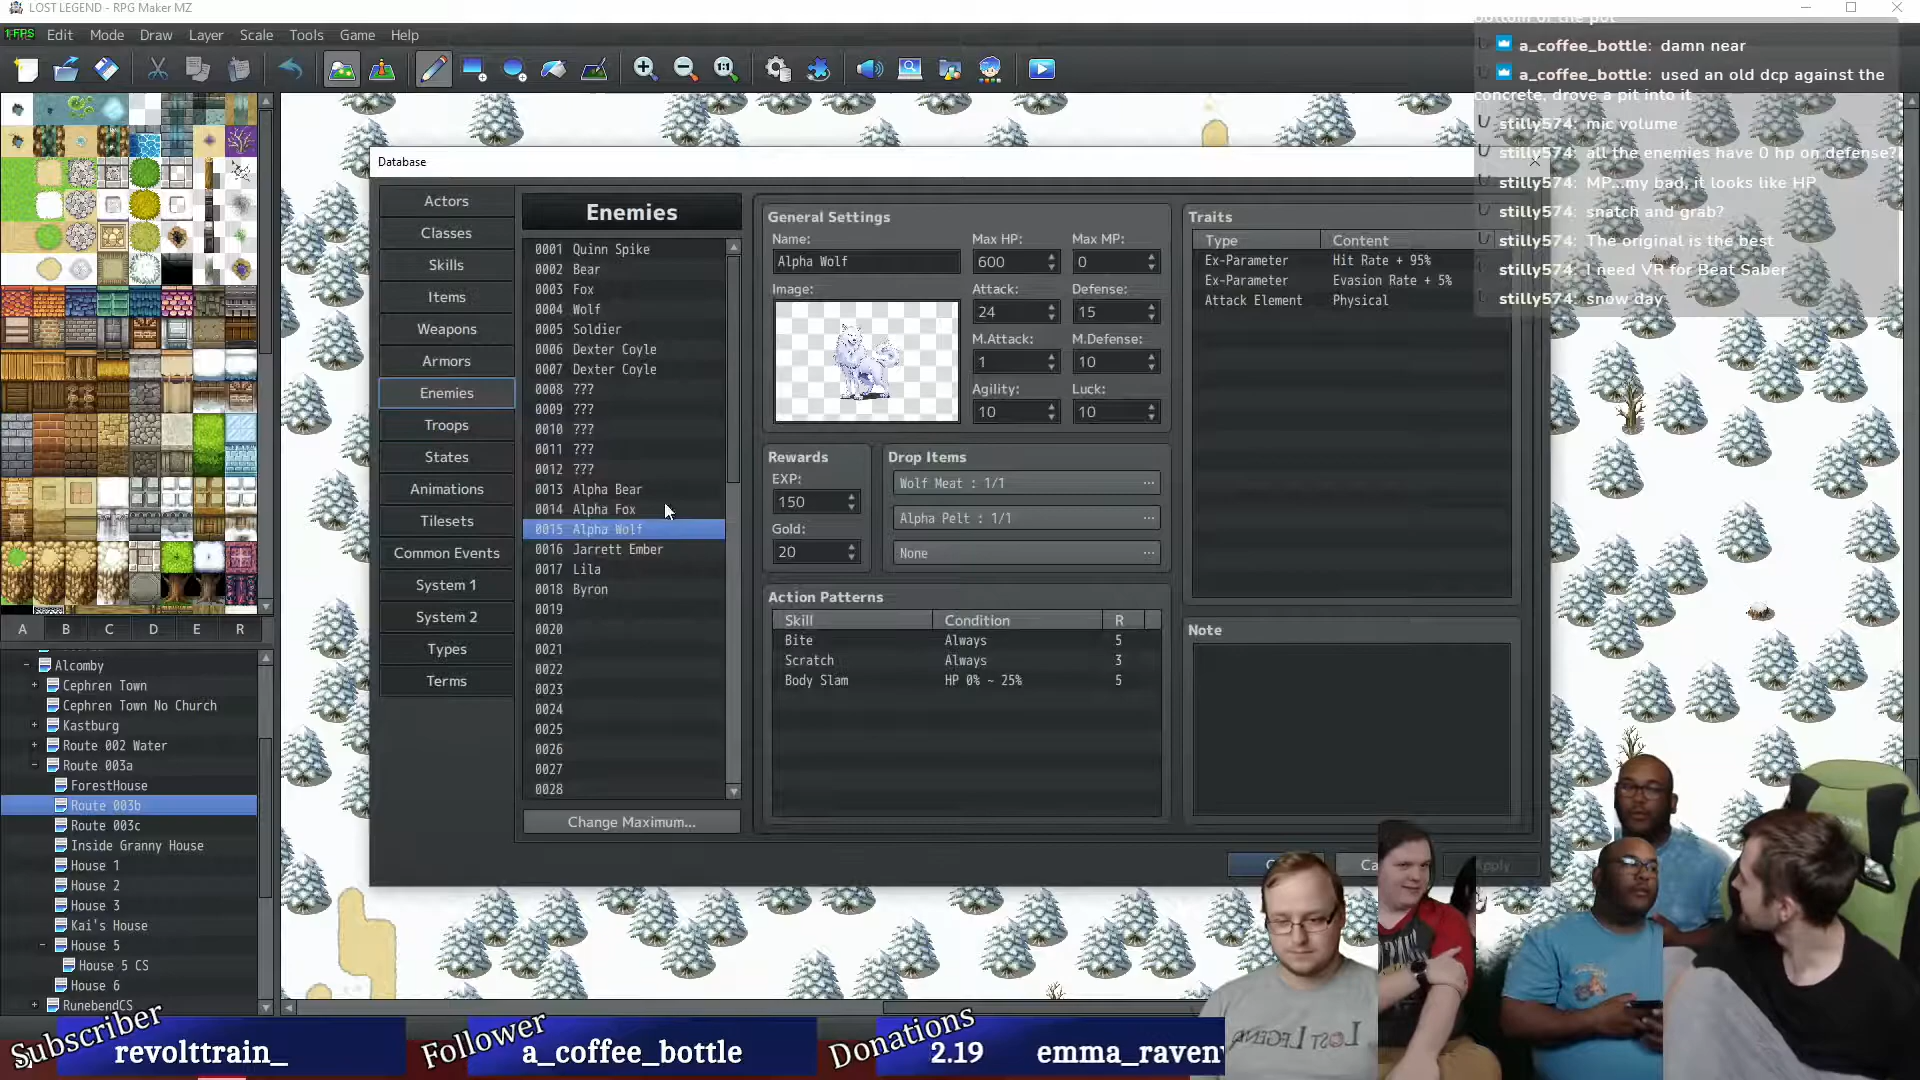 LOST LEGEND - RPG Maker MZ
1 FPS
Edit Mode Draw Layer Scale Tools Game Help
a_coffee_bottle: damn near
a_coffee_bottle: used an old dcp against the
concrete, drove a pit into it
stilly574: mic volume
stilly574: all the enemies have 0 hp on defense?
stilly574: MP...my bad, it looks like HP
stilly574: snatch and grab?
stilly574: The original is the best
stilly574: I need VR for Beat Saber
stilly574: snow day
Database
Actors
Classes
Skills
Items
Weapons
Armors
Enemies
Troops
States
Animations
Tilesets
Common Events
System 1
System 2
Types
Terms
Enemies
0001 Quinn Spike
0002 Bear
0003 Fox
0004 Wolf
0005 Soldier
0006 Dexter Coyle
0007 Dexter Coyle
0008 ???
0009 ???
0010 ???
0011 ???
0012 ???
0013 Alpha Bear
0014 Alpha Fox
0015 Alpha Wolf
0016 Jarrett Ember
0017 Lila
0018 Byron
0019
0020
0021
0022
0023
0024
0025
0026
0027
0028
Change Maximum...
General Settings
Name: Max HP: Max MP:
Alpha Wolf 600 0
Image: Attack: Defense:
24 15
M.Attack: M.Defense:
1 10
Agility: Luck:
10 10
Rewards
EXP:
150
Gold:
20
Drop Items
Wolf Meat : 1/1 ...
Alpha Pelt : 1/1 ...
None ...
Action Patterns
Skill Condition R
Bite Always 5
Scratch Always 3
Body Slam HP 0% ~ 25% 5
Traits
Type Content
Ex-Parameter Hit Rate + 95%
Ex-Parameter Evasion Rate + 5%
Attack Element Physical
Note
Apply
A B C D E R
Alcomby
Cephren Town
Cephren Town No Church
Kastburg
Route 002 Water
Route 003a
ForestHouse
Route 003b
Route 003c
Inside Granny House
House 1
House 2
House 3
Kai's House
House 5
House 5 CS
House 6
RunebendCS
Subscriber revolttrain_
Follower a_coffee_bottle
Donations 2.19 emma_raven
LOST LEGEND